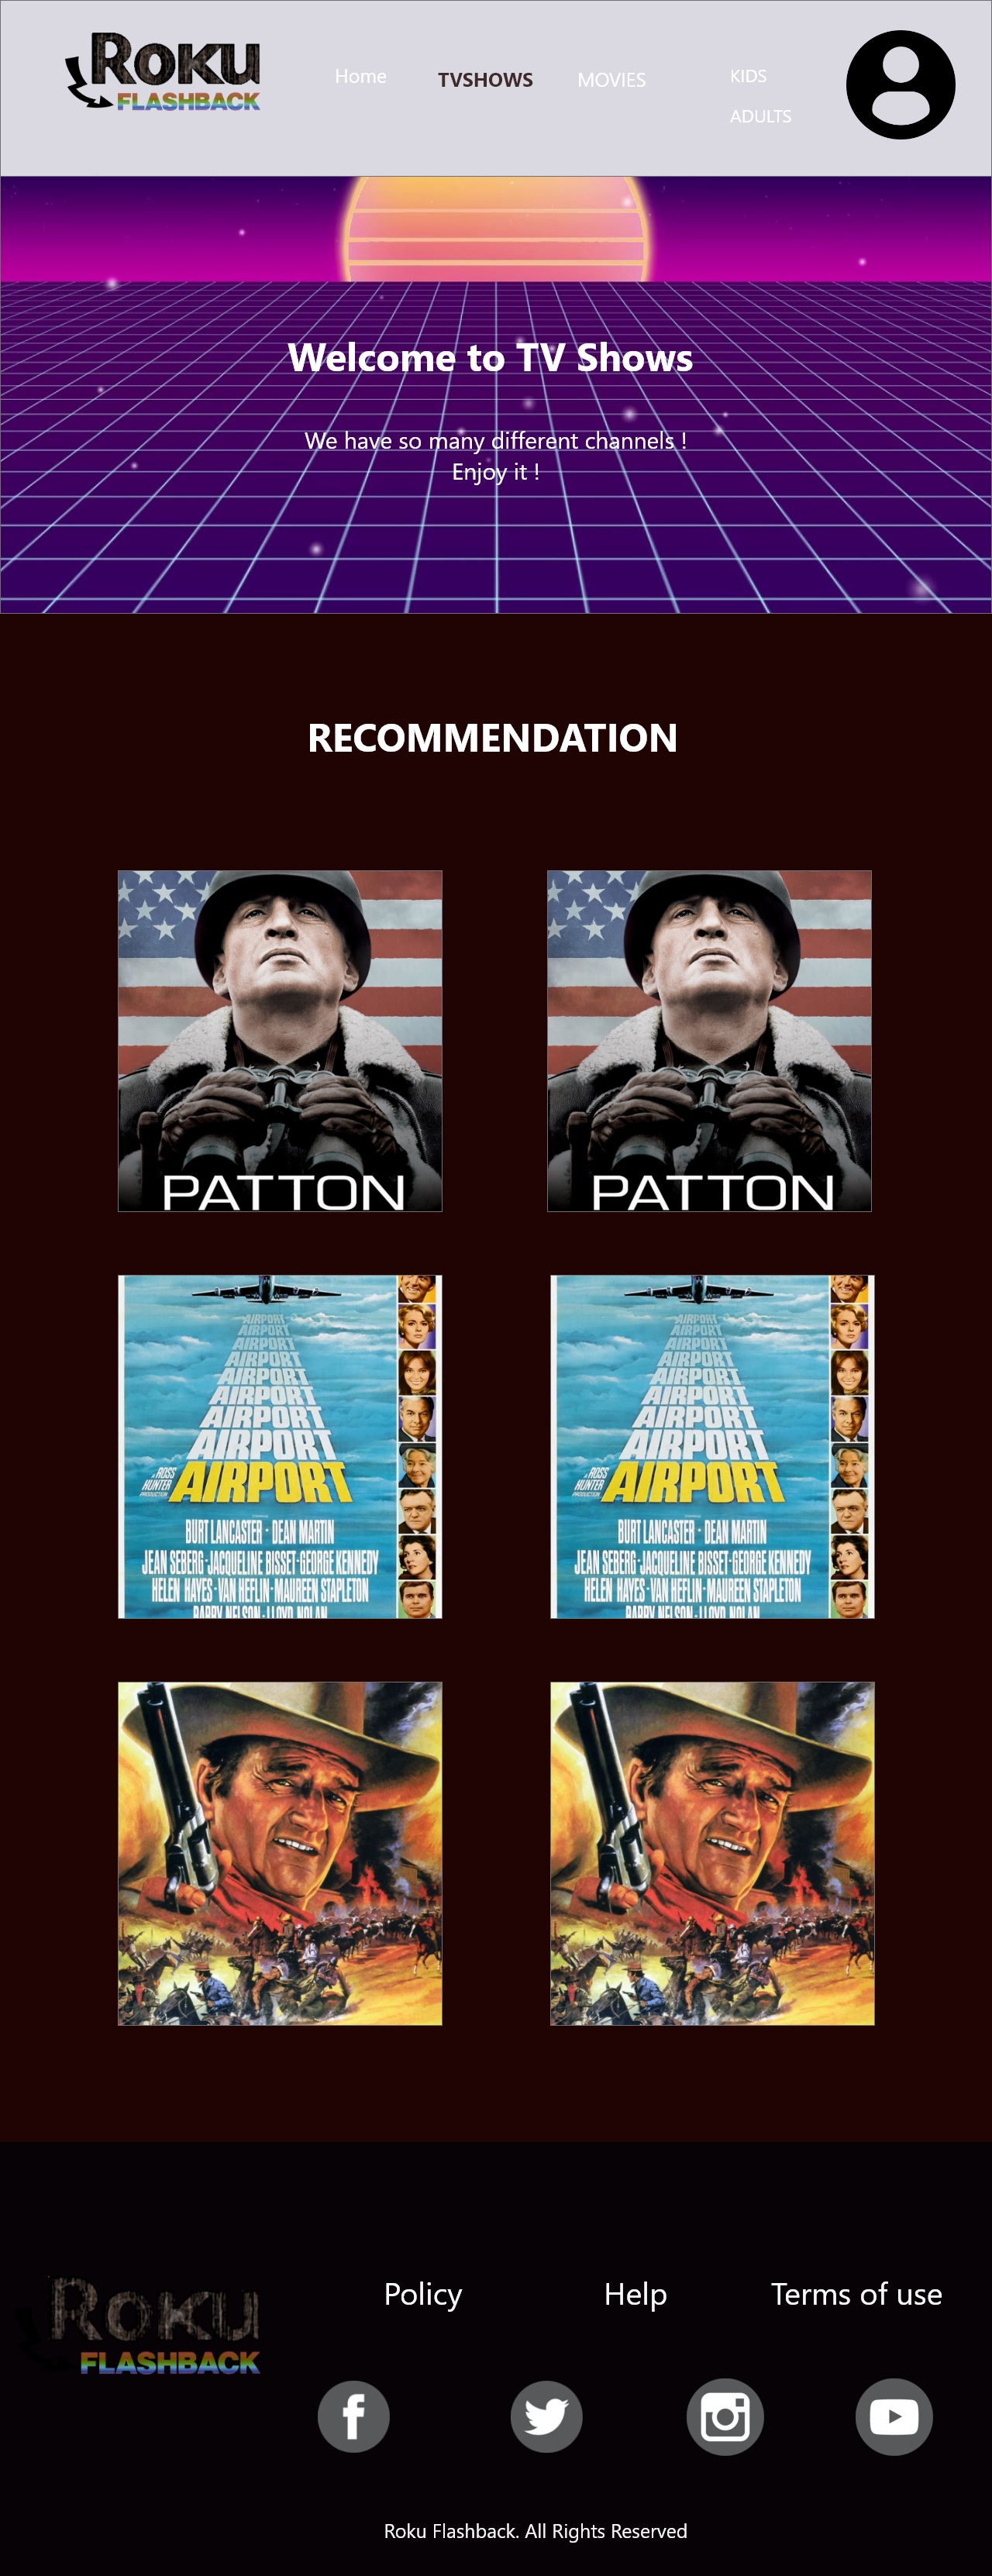 ROKU
FLASHBACK
Home
TVSHOWS
MOVIES
KIDS
ADULTS
Welcome to TV Shows
We have so many different channels !
Enjoy it !
RECOMMENDATION
PATTON
PATTON
AIRPORT
AIRPORT
AIRPORT
AIRPORT
AIRPORT
AIRPORT
AIRPORT
AIRPORT
A ROSS
HUNTER
PRODUCTION
AIRPORT
BURT LANCASTER · DEAN MARTIN
JEAN SEBERG · JACQUELINE BISSET · GEORGE KENNEDY
HELEN HAYES · VAN HEFLIN · MAUREEN STAPLETON
BARRY NELSON · LLOYD NOLAN
AIRPORT
AIRPORT
AIRPORT
AIRPORT
AIRPORT
AIRPORT
AIRPORT
AIRPORT
A ROSS
HUNTER
PRODUCTION
AIRPORT
BURT LANCASTER · DEAN MARTIN
JEAN SEBERG · JACQUELINE BISSET · GEORGE KENNEDY
HELEN HAYES · VAN HEFLIN · MAUREEN STAPLETON
BARRY NELSON · LLOYD NOLAN
ROKU
FLASHBACK
Policy
Help
Terms of use
Roku Flashback. All Rights Reserved